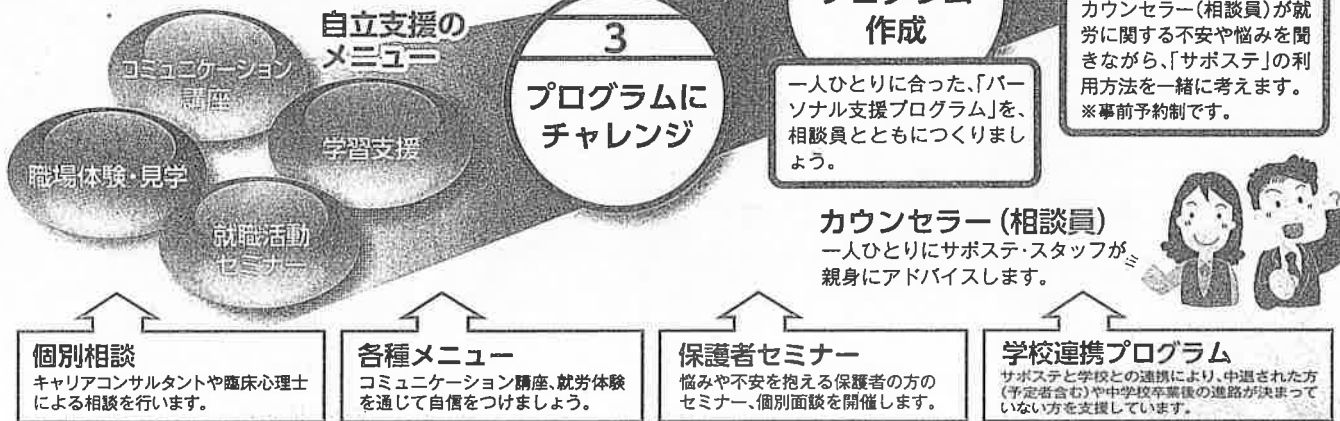 自立支援の
メニュー
コミュニケーション
講座
学習支援
職場体験・見学
就職活動
セミナー
3
プログラムに
チャレンジ
作成
一人ひとりに合った、「パー
ソナル支援プログラム」を、
相談員とともにつくりまし
ょう。
カウンセラー(相談員)が就
労に関する不安や悩みを聞
きながら、「サポステ」の利
用方法を一緒に考えます。
※事前予約制です。
カウンセラー(相談員)
一人ひとりにサポステ・スタッフが
親身にアドバイスします。
個別相談
キャリアコンサルタントや臨床心理士
による相談を行います。
各種メニュー
コミュニケーション講座、就労体験
を通じて自信をつけましょう。
保護者セミナー
悩みや不安を抱える保護者の方の
セミナー、個別面談を開催します。
学校連携プログラム
サポステと学校との連携により、中退された方
(予定者含む)や中学校卒業後の進路が決まって
いない方を支援しています。